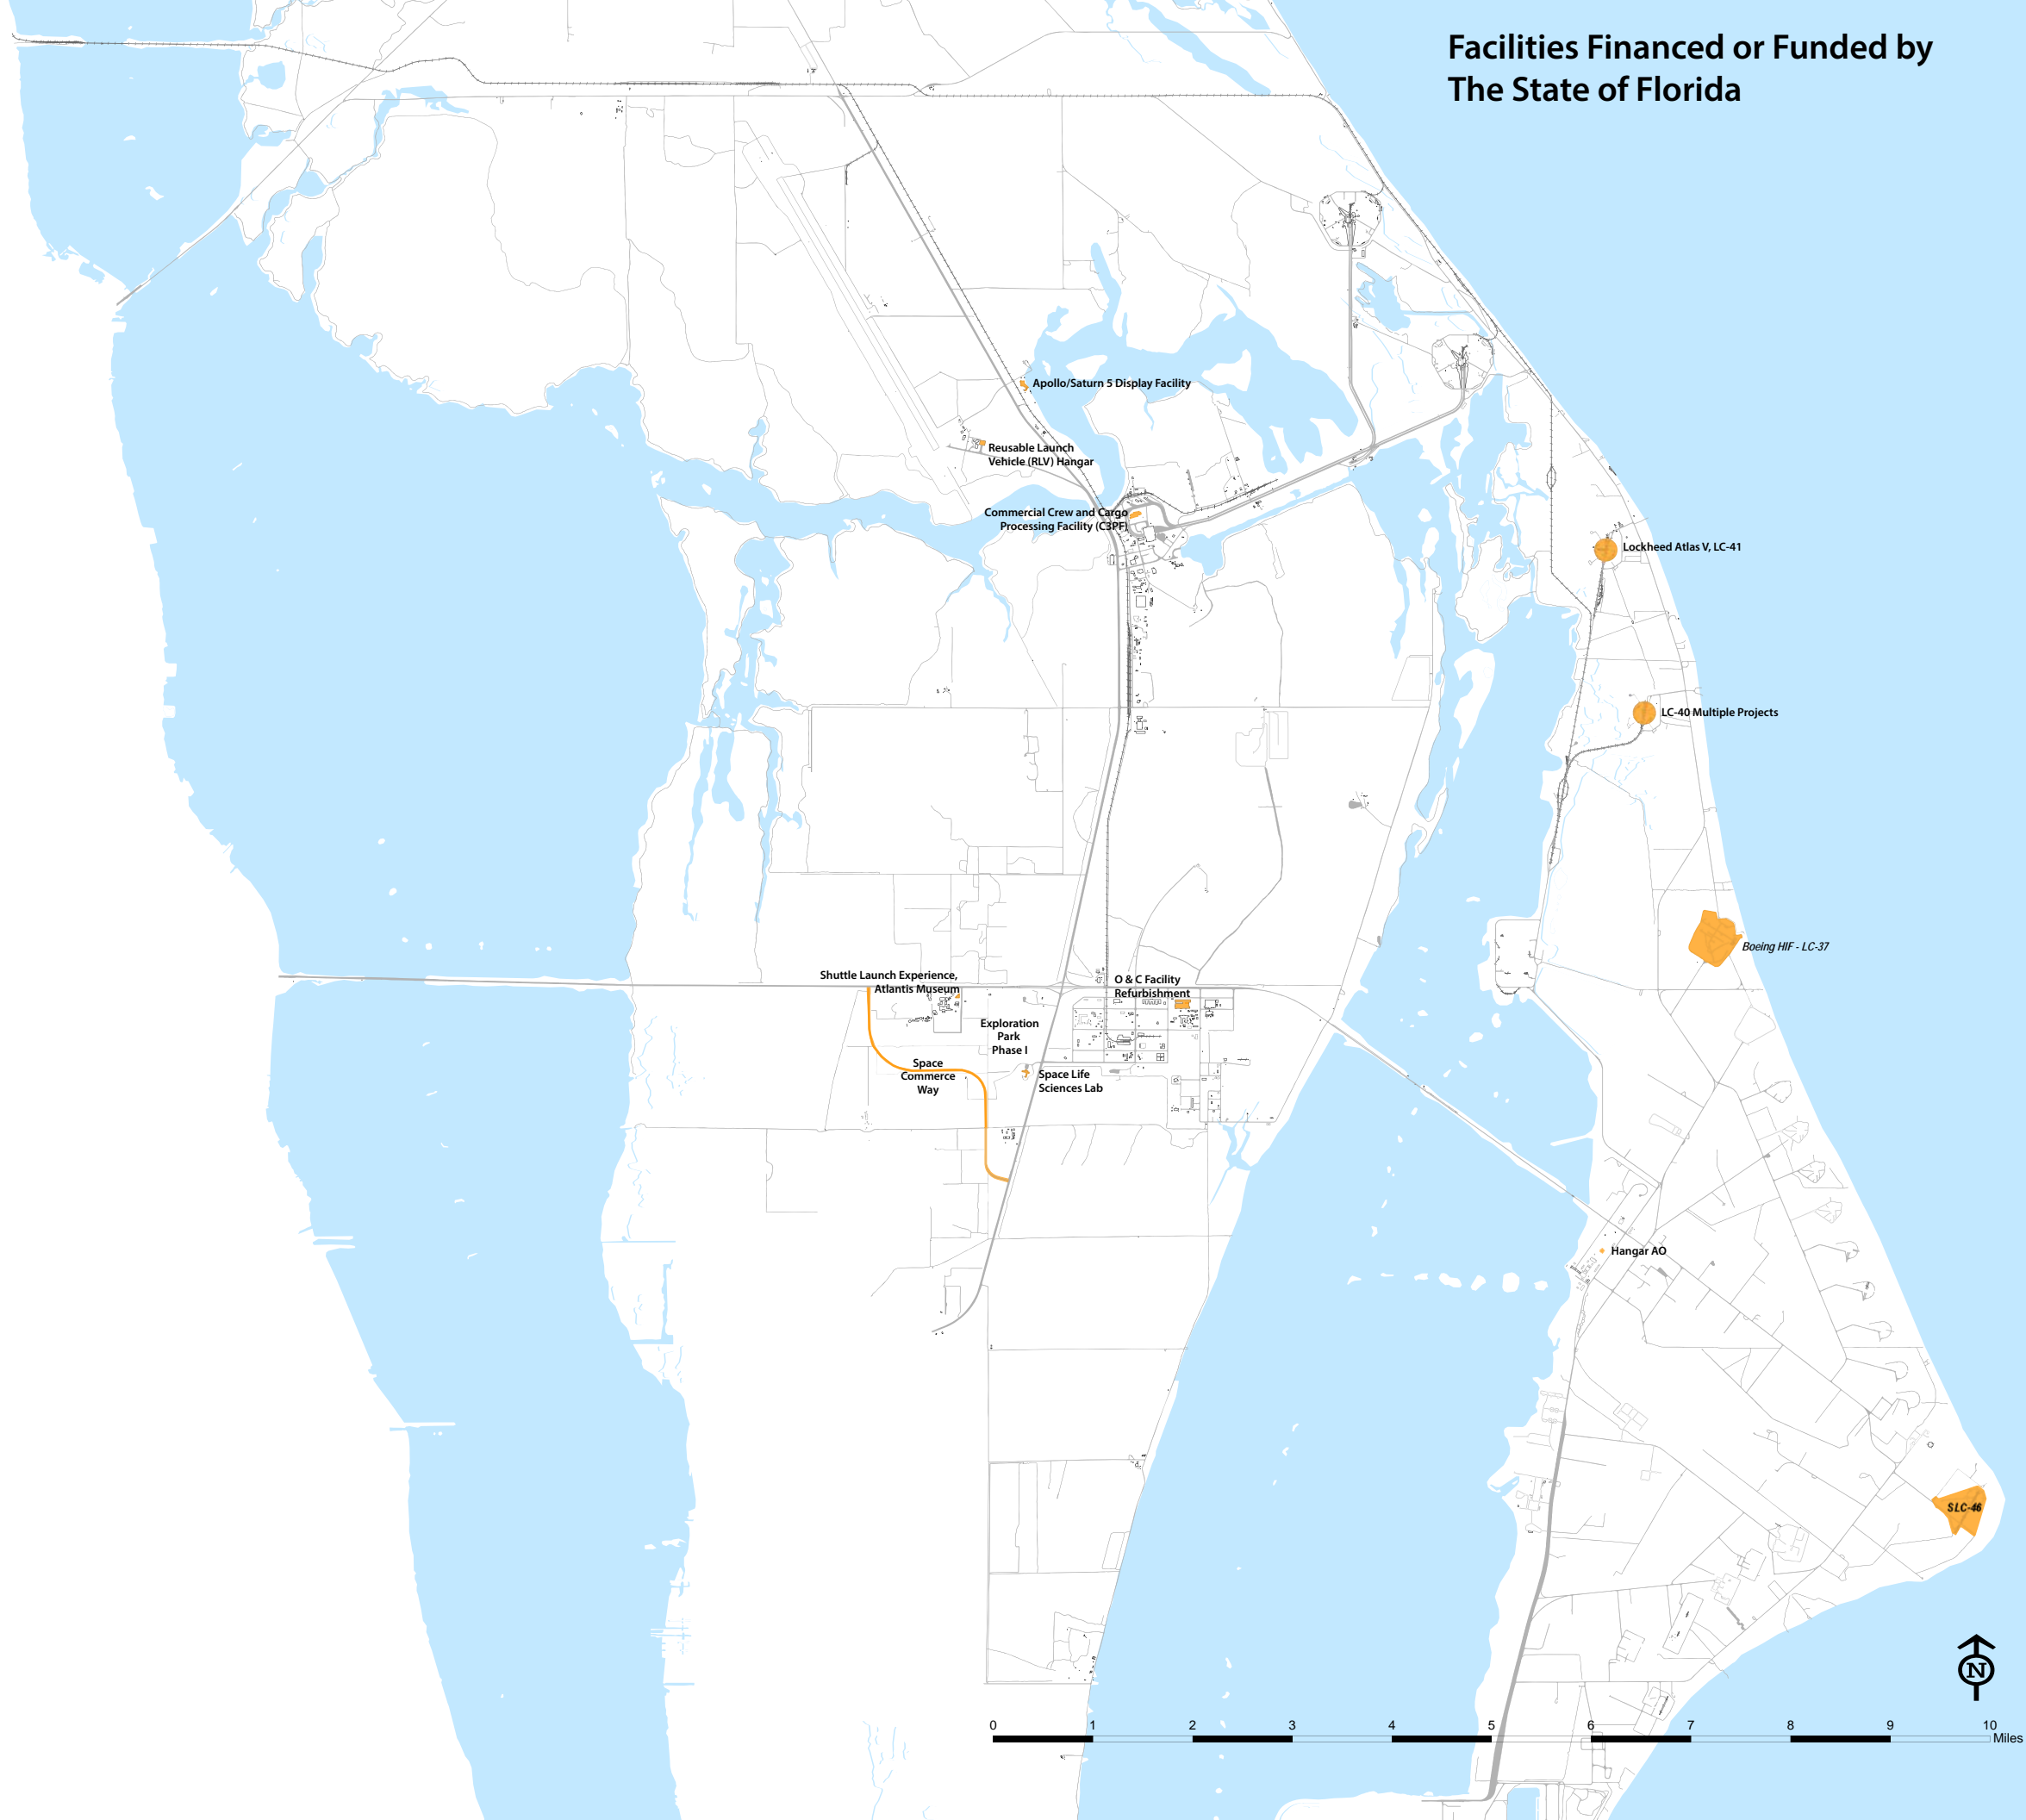 Facilities Financed or Funded by
The State of Florida
Apollo/Saturn 5 Display Facility
Reusable Launch
Vehicle (RLV) Hangar
Commercial Crew and Cargo
Processing Facility (C3PF)
Lockheed Atlas V, LC-41
LC-40 Multiple Projects
Boeing HIF - LC-37
Shuttle Launch Experience,
Atlantis Museum
O & C Facility
Refurbishment
Exploration
Park
Phase I
Space
Commerce
Way
Space Life
Sciences Lab
Hangar AO
SLC-46
N
0 1 2 3 4 5 6 7 8 9 10
Miles